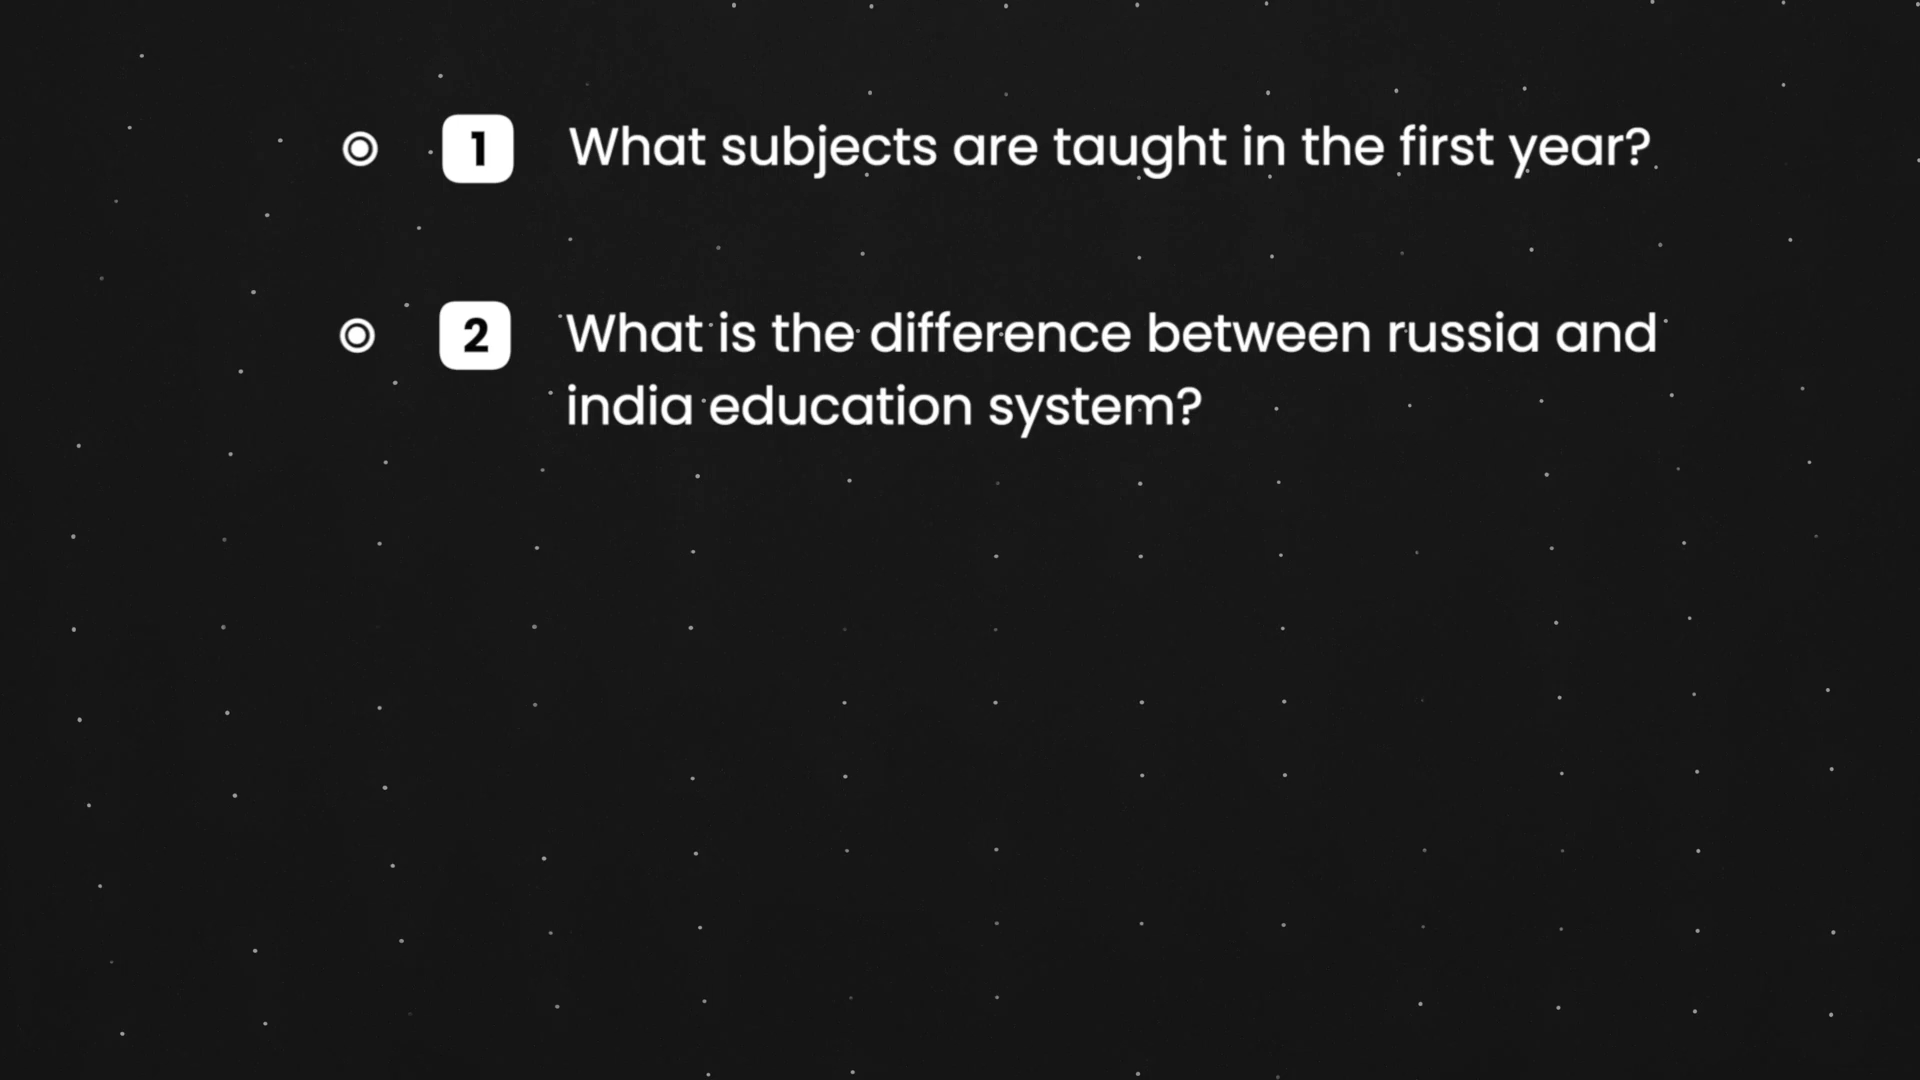 1 What subjects are taught in the first year?
2 What is the difference between russia and
india education system?